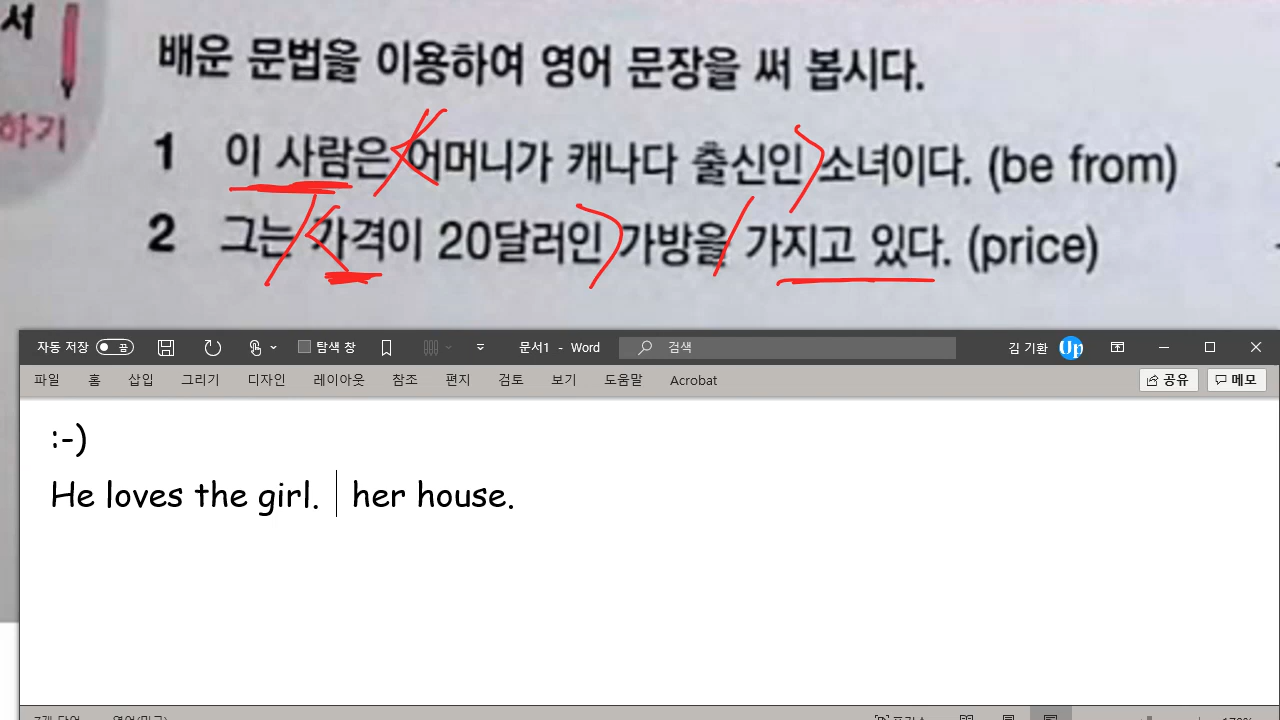 서
하기
배운 문법을 이용하여 영어 문장을 써 봅시다.
1 이 사람은 어머니가 캐나다 출신인 소녀이다. (be from)
2 그는 가격이 20달러인 가방을 가지고 있다. (price)
자동 저장 끔 탐색 창 문서1 - Word 검색 김 기환 Up
파일 홈 삽입 그리기 디자인 레이아웃 참조 편지 검토 보기 도움말 Acrobat 공유 메모
:-)
He loves the girl. her house.